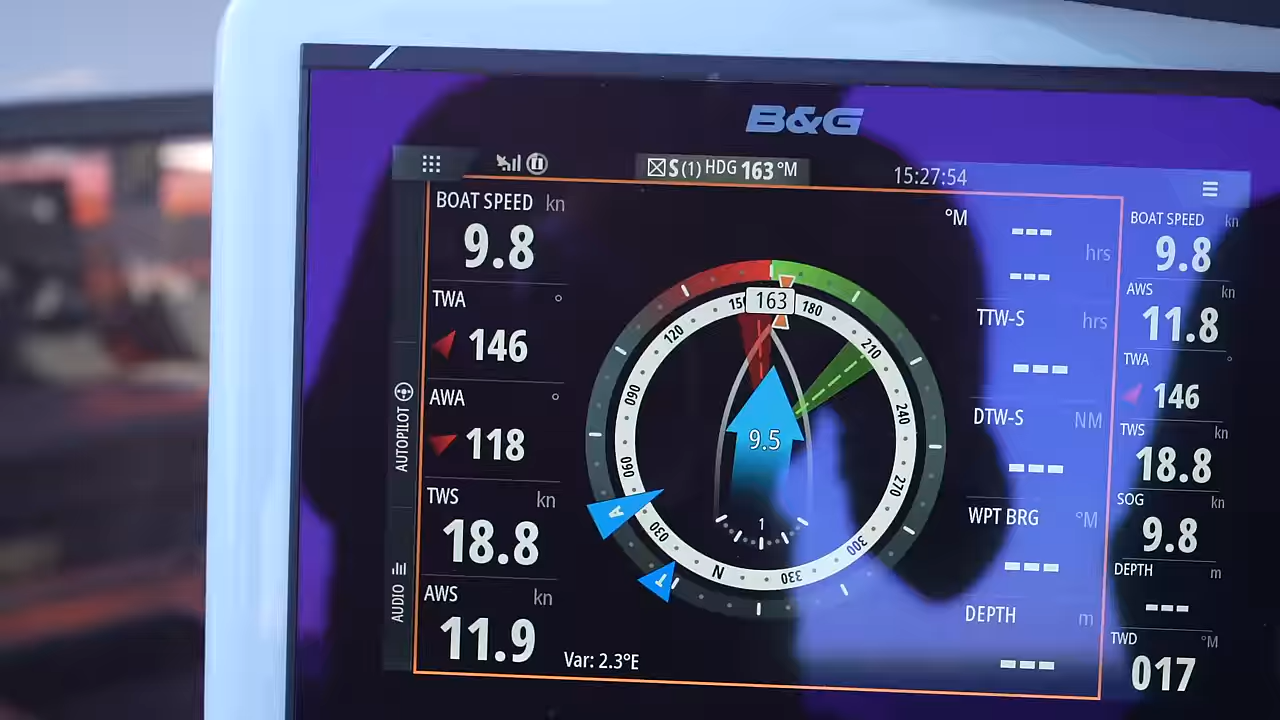 B&G
S(1) HDG 163 °M
15:27:54
BOAT SPEED kn
9.8
TWA °
146
AWA °
118
TWS kn
18.8
AWS kn
11.9
AUTOPILOT
AUDIO
163
180
210
240
270
300
330
N
030
060
090
120
15
9.5
A
T
1
Var: 2.3°E
°M
---
hrs
---
TTW-S hrs
---
DTW-S NM
---
WPT BRG °M
---
DEPTH m
---
BOAT SPEED kn
9.8
AWS kn
11.8
TWA °
146
TWS kn
18.8
SOG kn
9.8
DEPTH m
---
TWD °M
017